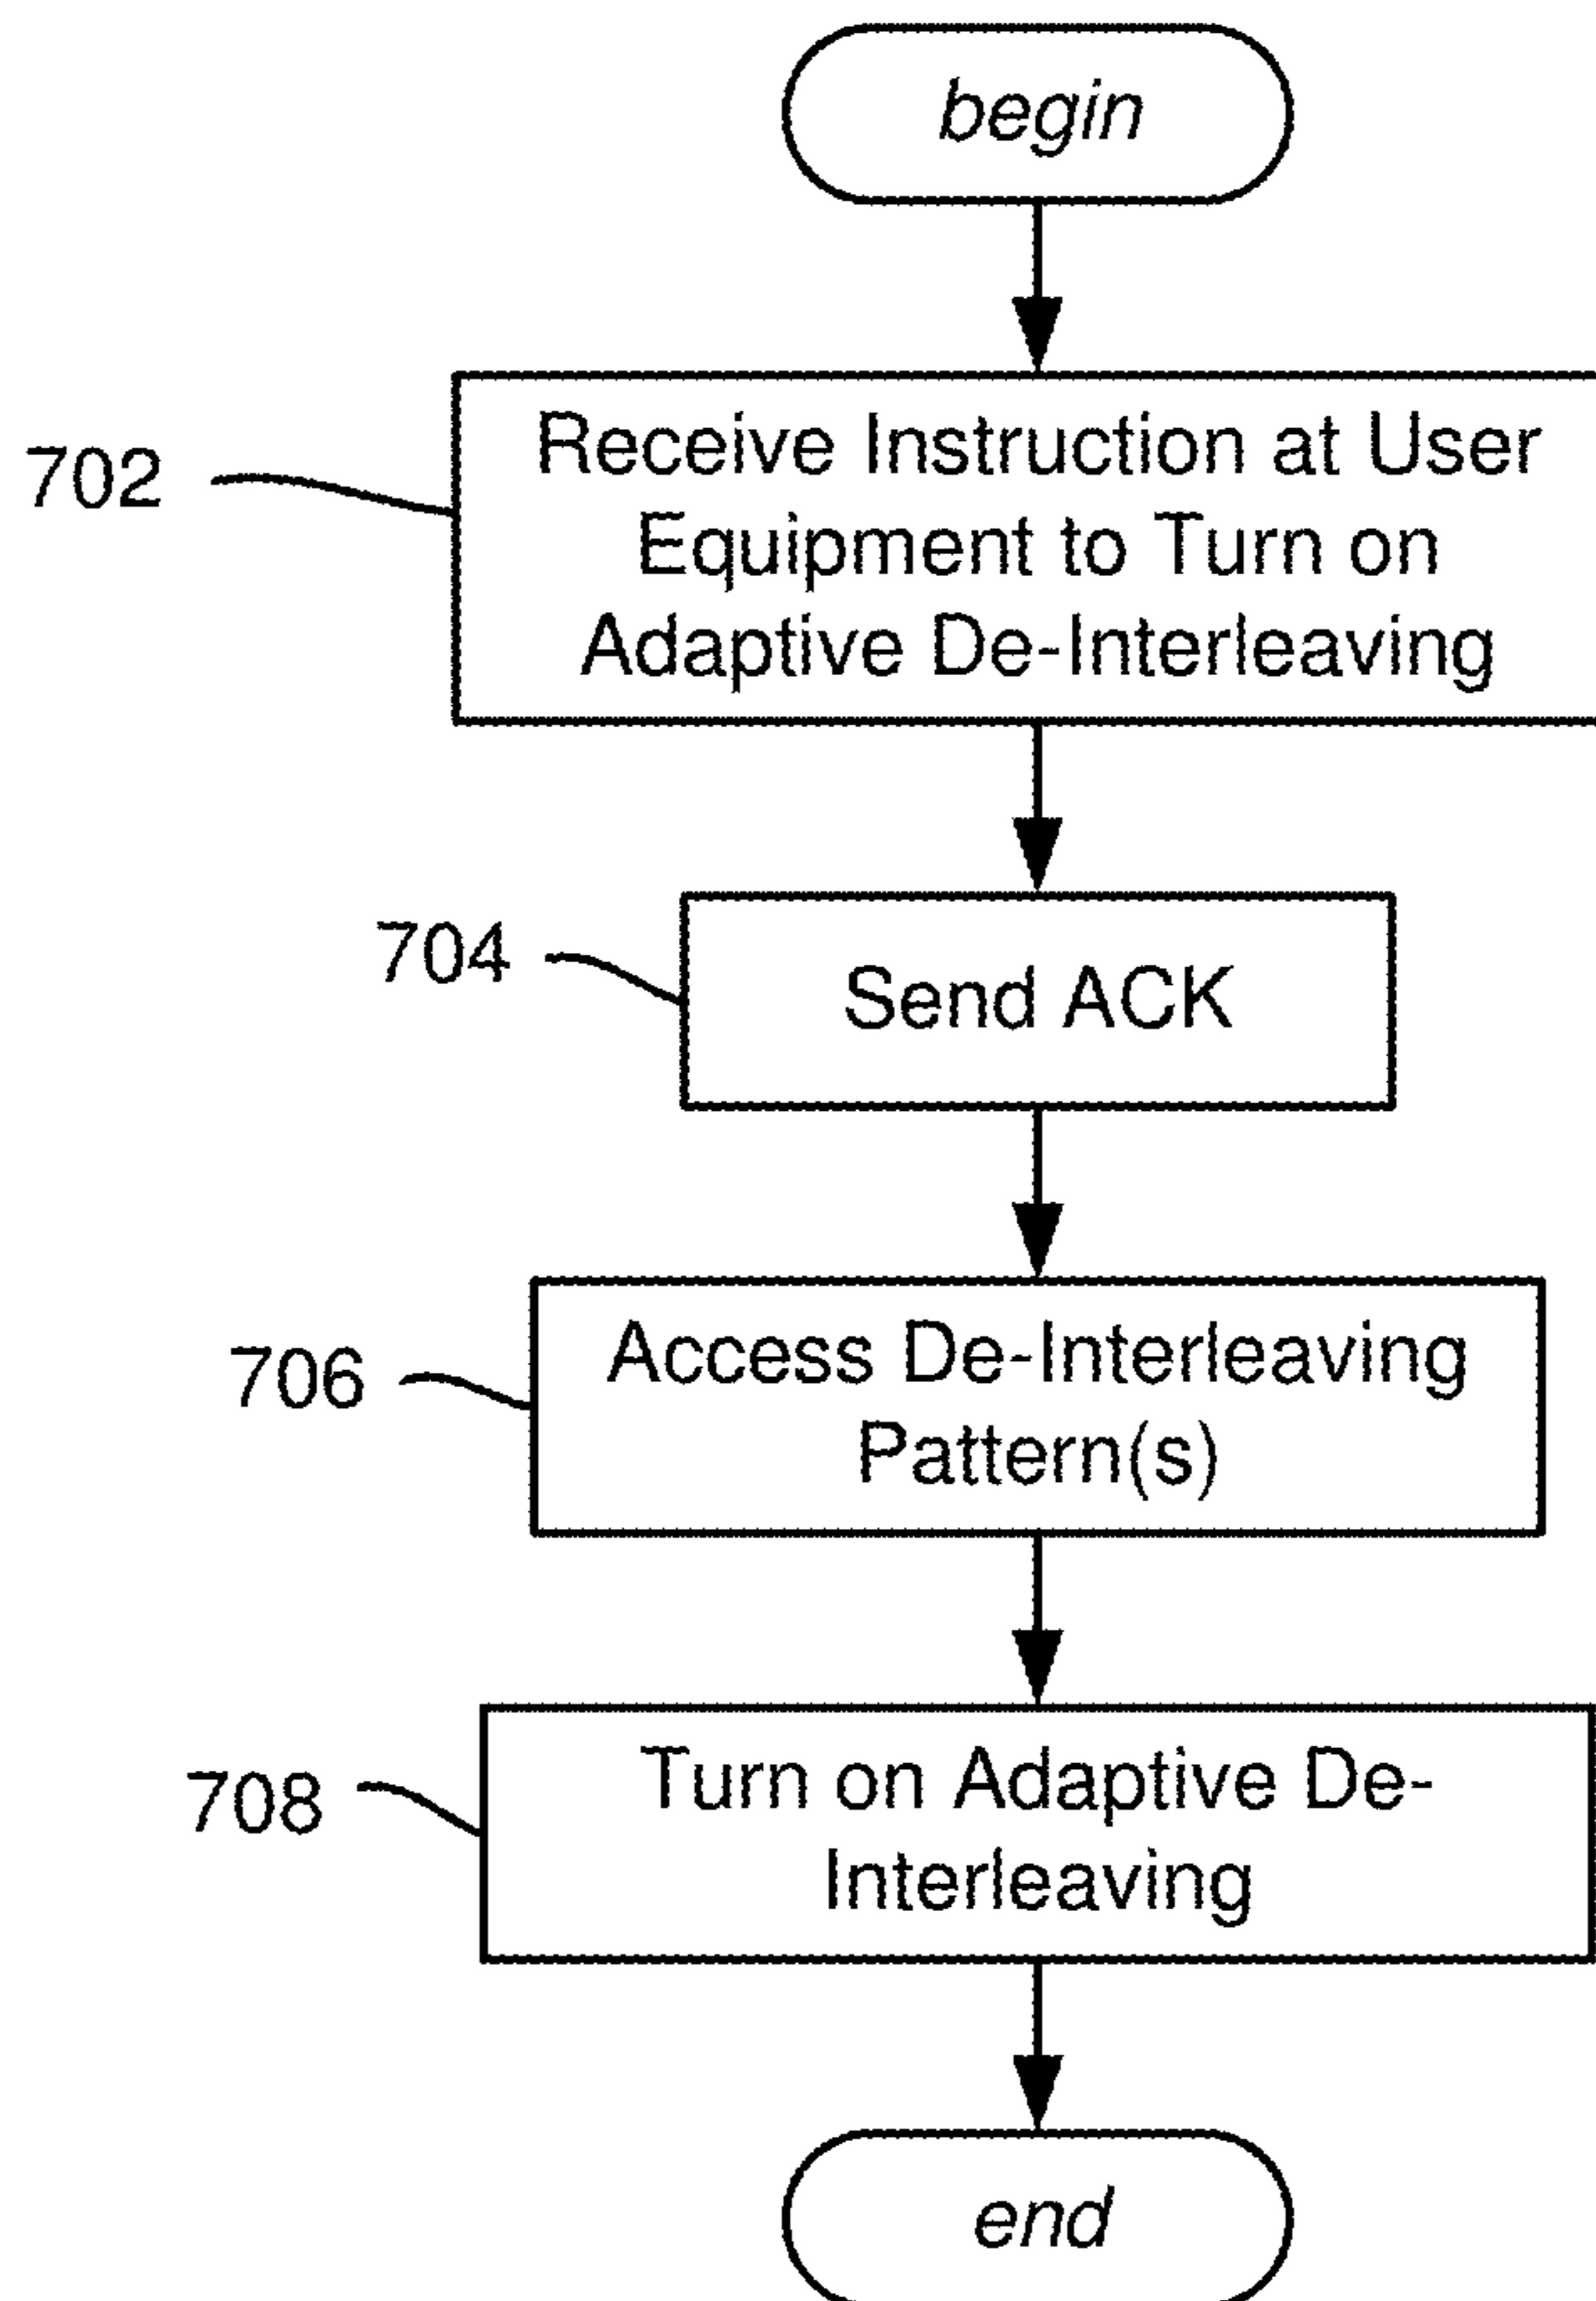 begin
702
Receive Instruction at User
Equipment to Turn on
Adaptive De-Interleaving
704
Send ACK
706
Access De-Interleaving
Pattern(s)
708
Turn on Adaptive De-
Interleaving
end